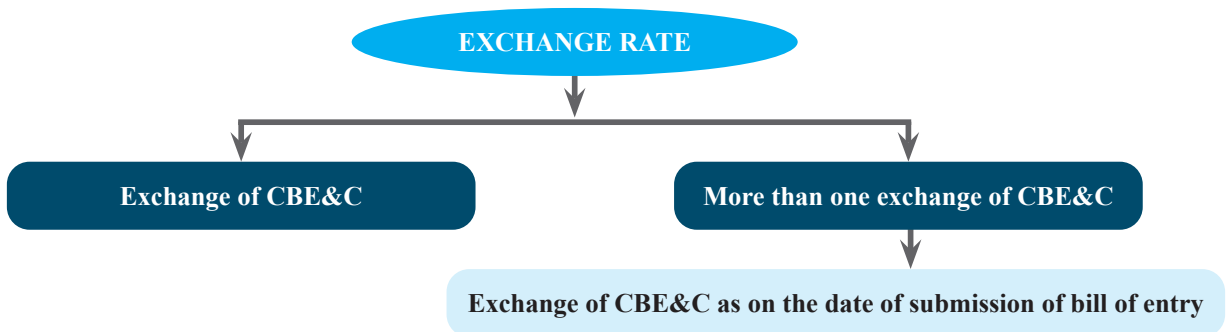 EXCHANGE RATE
Exchange of CBE&C
More than one exchange of CBE&C
Exchange of CBE&C as on the date of submission of bill of entry